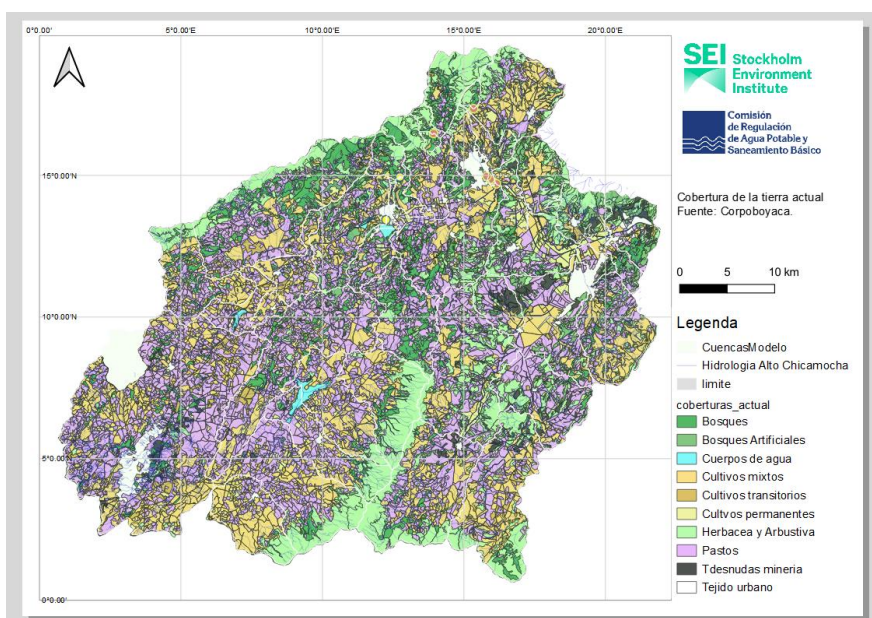 0°0.00'
5°0.00'E
10°0.00'E
15°0.00'E
20°0.00'E
15°0.00'N
10°0.00'N
5°0.00'N
0°0.00'
SEI Stockholm
Environment
Institute
Comisión
de Regulación
de Agua Potable y
Saneamiento Básico
Cobertura de la tierra actual
Fuente: Corpoboyaca.
0 5 10 km
Legenda
CuencasModelo
Hidrologia Alto Chicamocha
limite
coberturas_actual
Bosques
Bosques Artificiales
Cuerpos de agua
Cultivos mixtos
Cultivos transitorios
Cultvos permanentes
Herbacea y Arbustiva
Pastos
Tdesnudas mineria
Tejido urbano